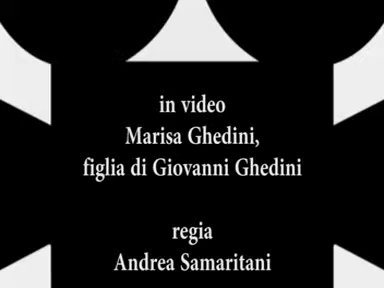 in video
Marisa Ghedini,
figlia di Giovanni Ghedini
regia
Andrea Samaritani